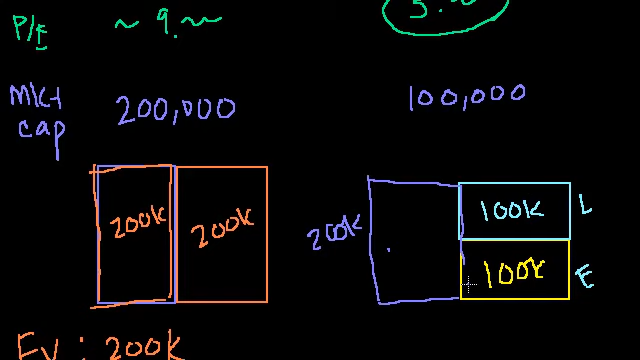 P/E ~ 9.~
Mkt cap 200,000 100,000
200k 200k 200k 100k L
100k E
EV : 200k